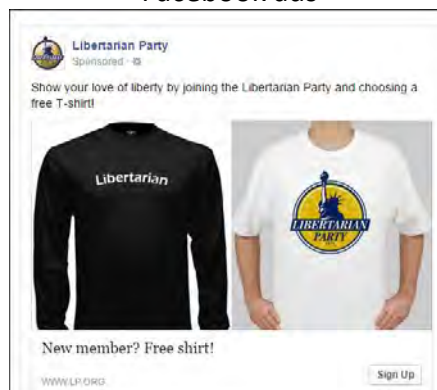 Facebook ads
Libertarian Party
Sponsored ·
Show your love of liberty by joining the Libertarian Party and choosing a
free T-shirt!
Libertarian
LIBERTARIAN
PARTY
New member? Free shirt!
WWW.LP.ORG
Sign Up